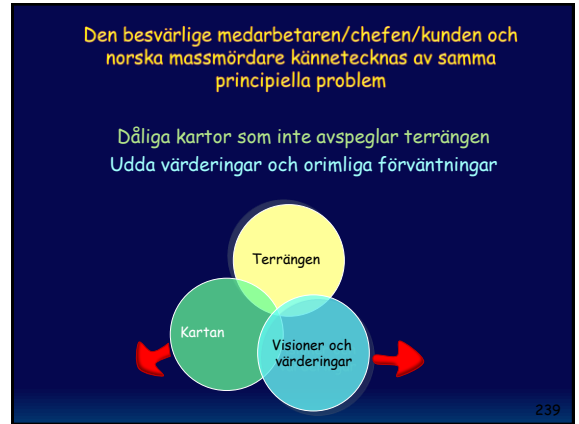 Den besvärlige medarbetaren/chefen/kunden och
norska massmördare kännetecknas av samma
principiella problem
Dåliga kartor som inte avspeglar terrängen
Udda värderingar och orimliga förväntningar
Terrängen
Kartan
Visioner och
värderingar
239